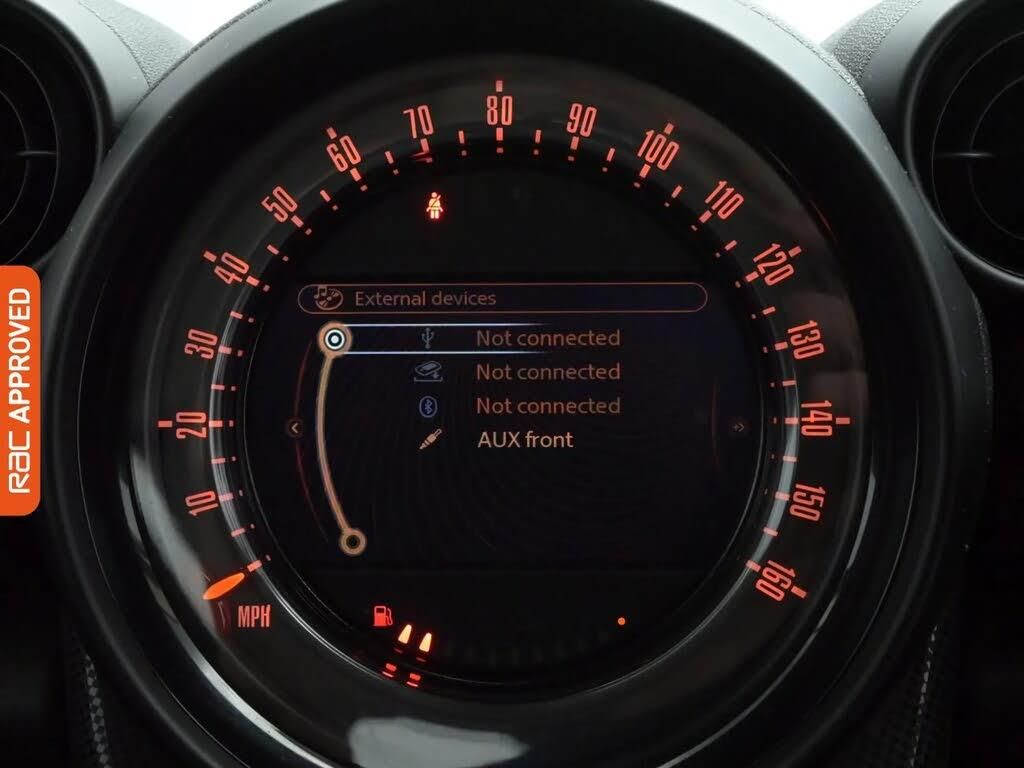 10
20
30
40
50
60
70
80
90
100
110
120
130
140
150
160
MPH
External devices
Not connected
Not connected
Not connected
AUX front
RAC APPROVED